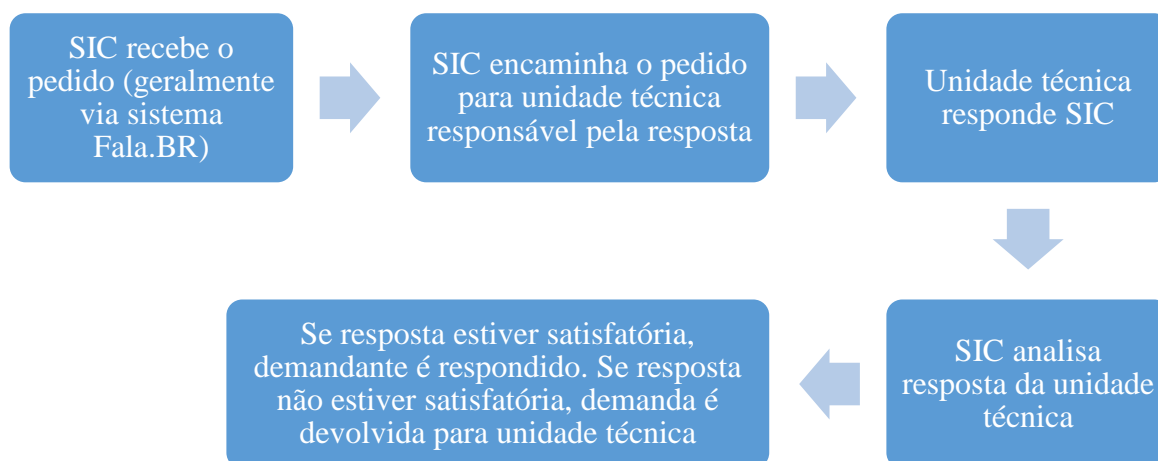 SIC recebe o
pedido (geralmente
via sistema
Fala.BR)
SIC encaminha o pedido
para unidade técnica
responsável pela resposta
Unidade técnica
responde SIC
SIC analisa
resposta da unidade
técnica
Se resposta estiver satisfatória,
demandante é respondido. Se resposta
não estiver satisfatória, demanda é
devolvida para unidade técnica